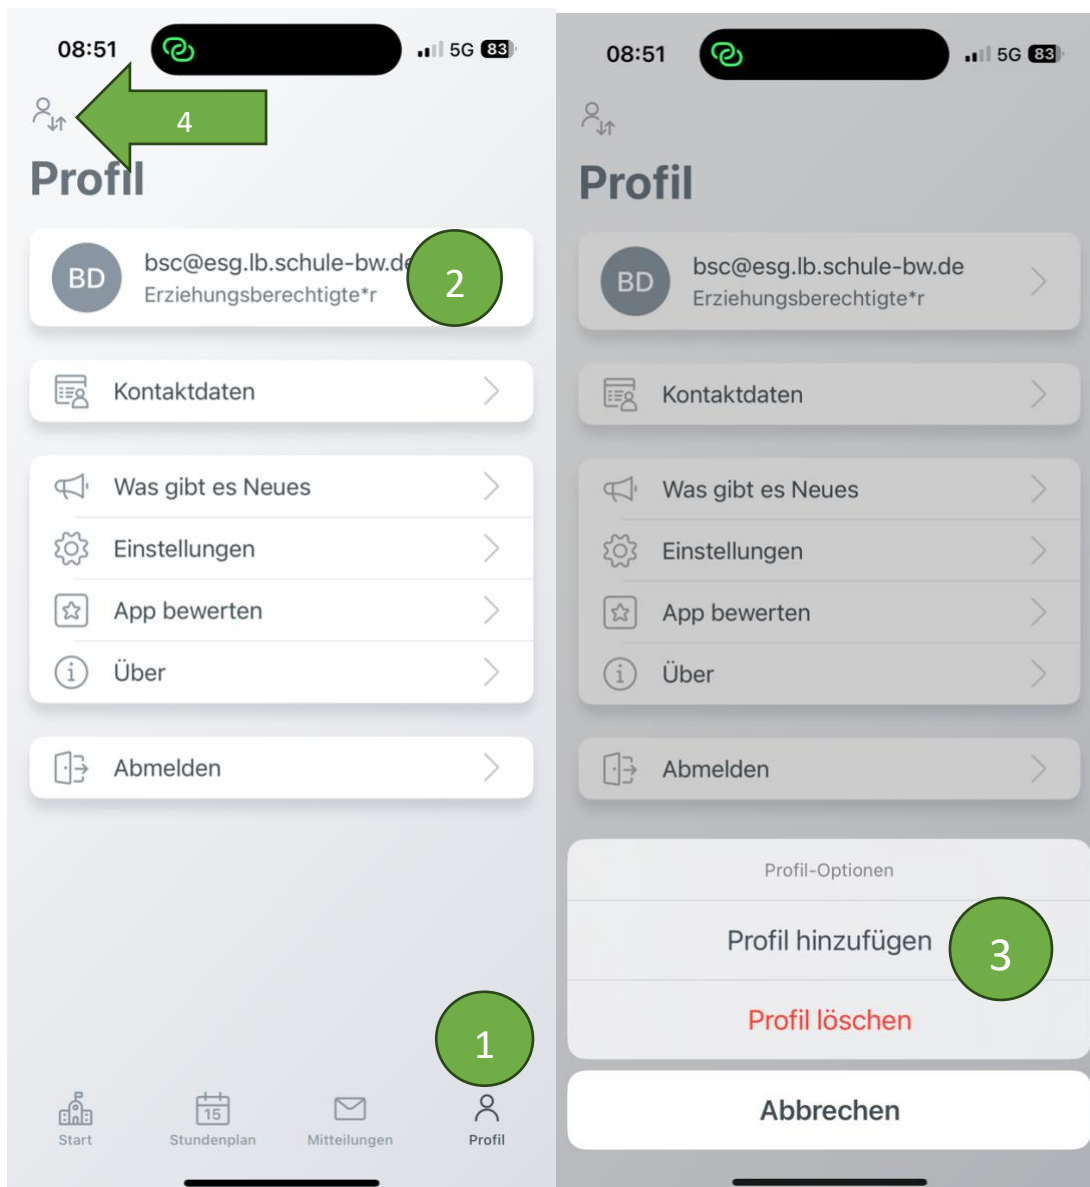 08:51
5G 83
4
Profil
BD
bsc@esg.lb.schule-bw.de
Erziehungsberechtigte*r
2
Kontaktdaten
Was gibt es Neues
Einstellungen
App bewerten
Über
Abmelden
1
Start
15
Stundenplan
Mitteilungen
Profil
08:51
5G 83
Profil
BD
bsc@esg.lb.schule-bw.de
Erziehungsberechtigte*r
Kontaktdaten
Was gibt es Neues
Einstellungen
App bewerten
Über
Abmelden
Profil-Optionen
Profil hinzufügen
3
Profil löschen
Abbrechen